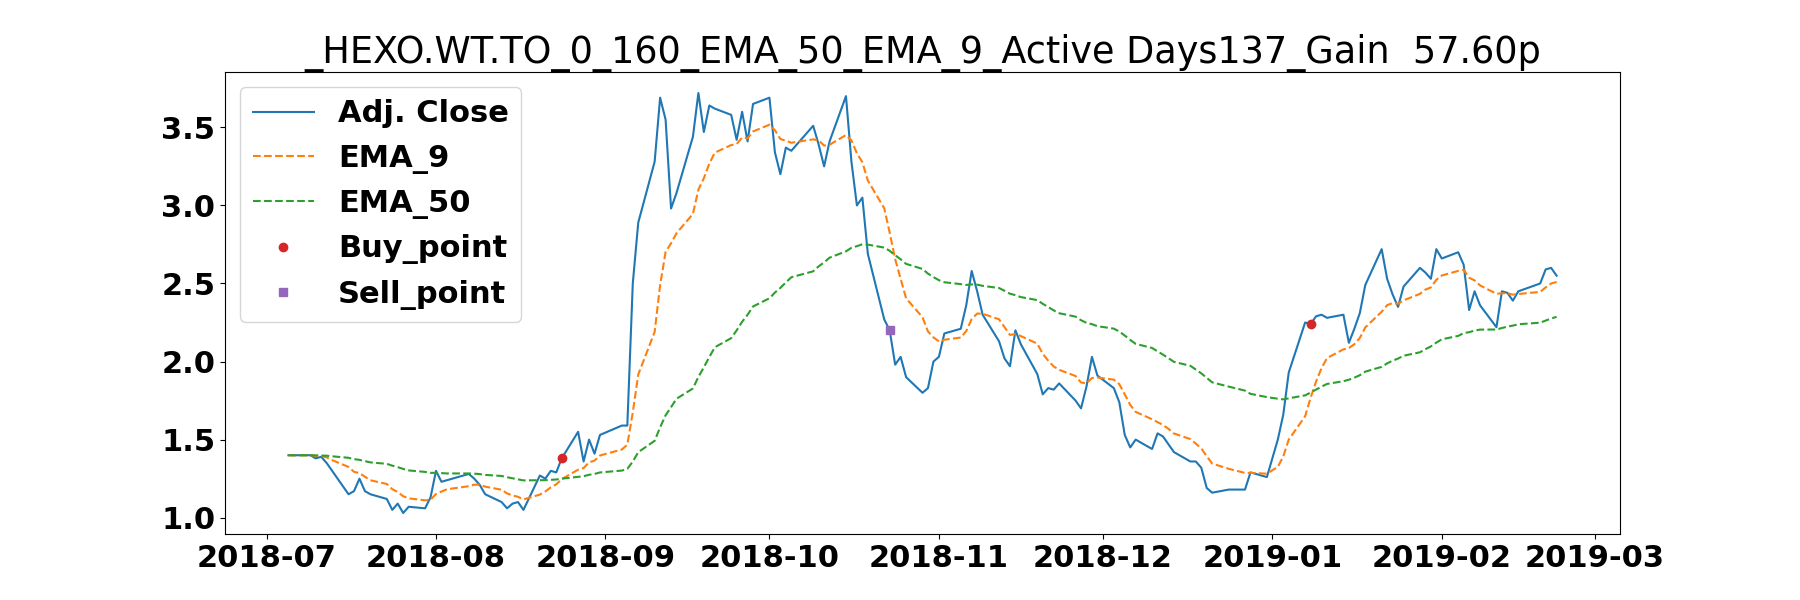 _HEXO.WT.TO_0_160_EMA_50_EMA_9_Active Days137_Gain  57.60p
Adj. Close
EMA_9
EMA_50
Buy_point
Sell_point
3.5
3.0
2.5
2.0
1.5
1.0
2018-07 2018-08 2018-09 2018-10 2018-11 2018-12 2019-01 2019-02 2019-03